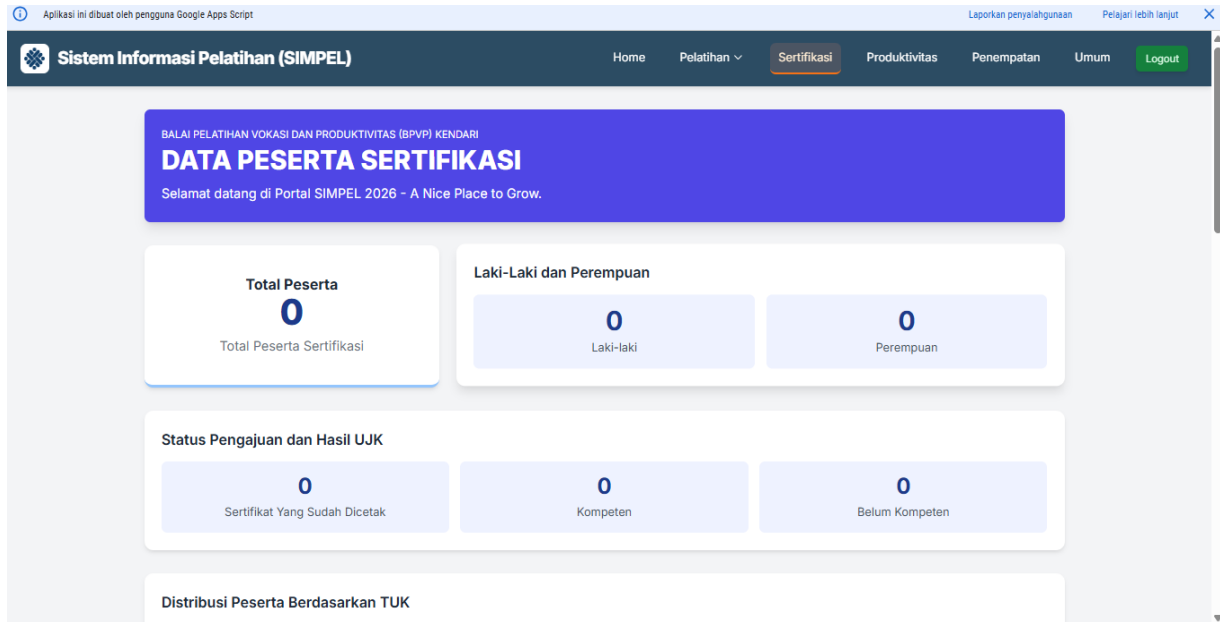 Aplikasi ini dibuat oleh pengguna Google Apps Script
Laporkan penyalahgunaan
Pelajari lebih lanjut
Sistem Informasi Pelatihan (SIMPEL)
Home
Pelatihan
Sertifikasi
Produktivitas
Penempatan
Umum
Logout
BALAI PELATIHAN VOKASI DAN PRODUKTIVITAS (BPVP) KENDARI
DATA PESERTA SERTIFIKASI
Selamat datang di Portal SIMPEL 2026 - A Nice Place to Grow.
Total Peserta
0
Total Peserta Sertifikasi
Laki-Laki dan Perempuan
0
Laki-laki
0
Perempuan
Status Pengajuan dan Hasil UJK
0
Sertifikat Yang Sudah Dicetak
0
Kompeten
0
Belum Kompeten
Distribusi Peserta Berdasarkan TUK